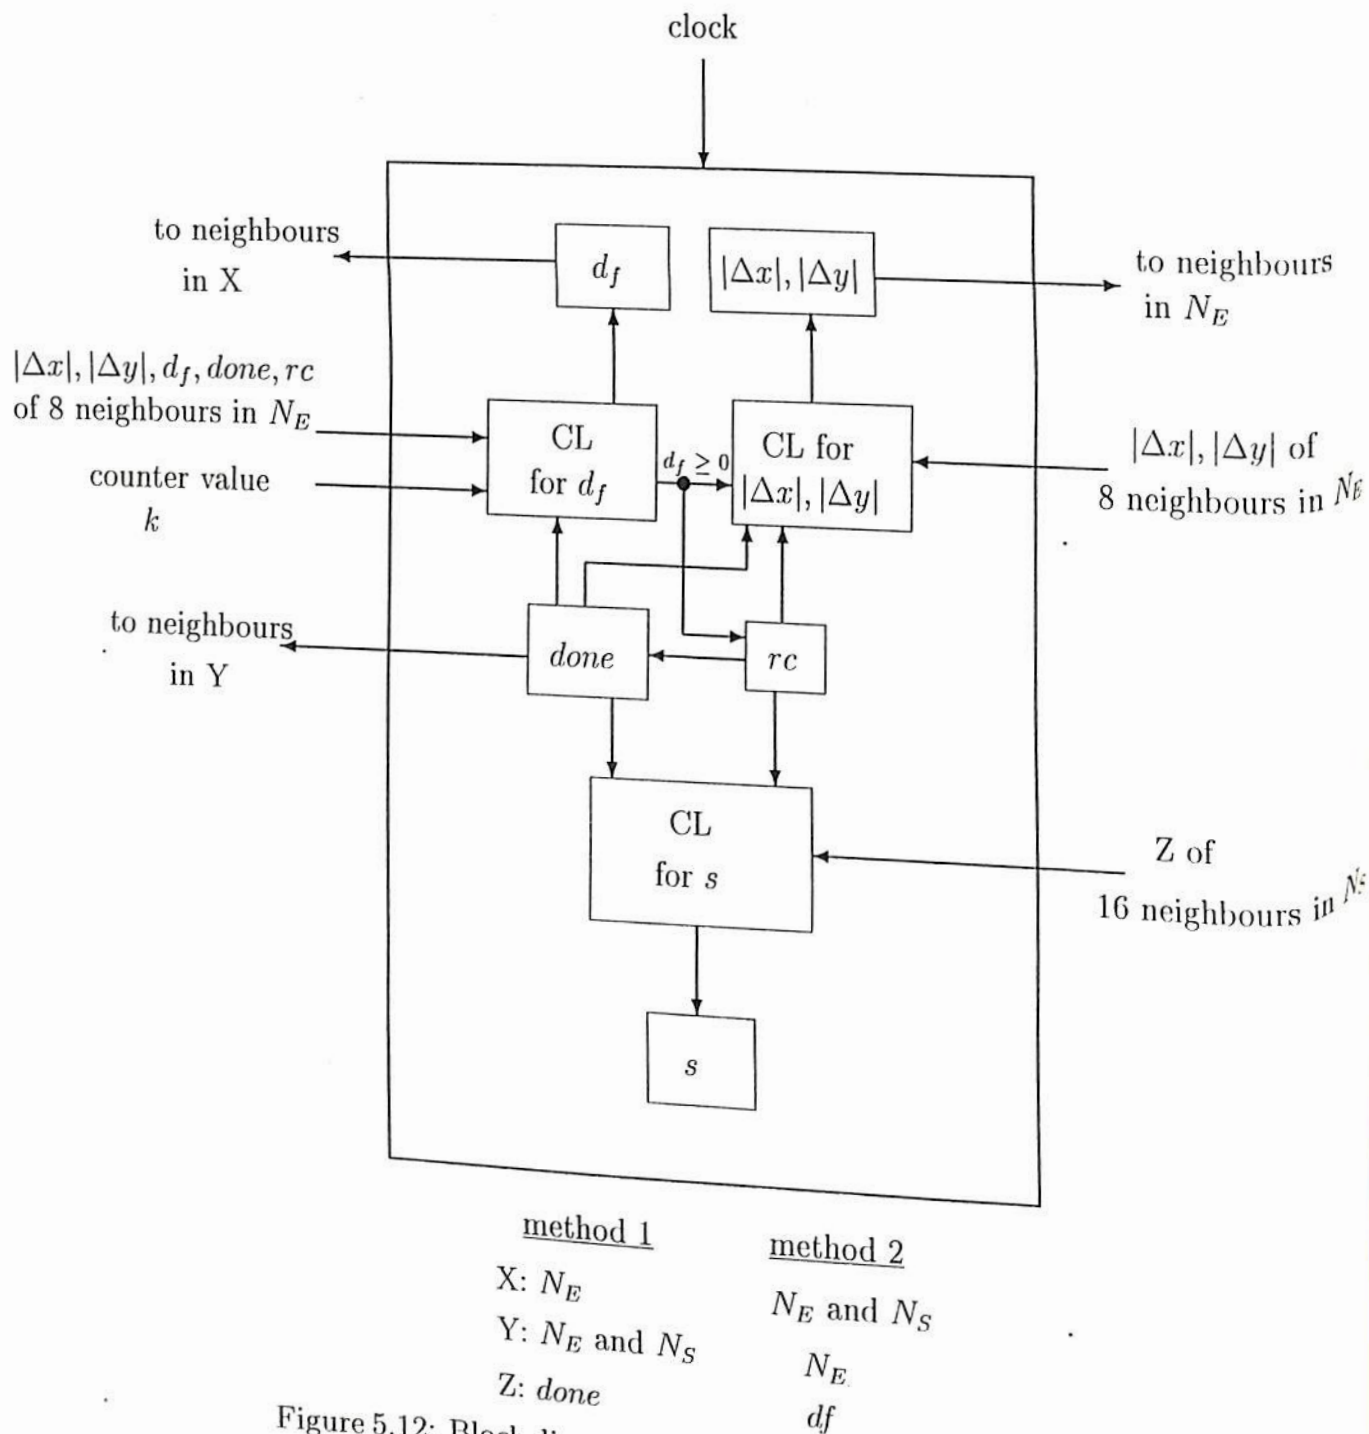 clock
to neighbours
in X
d_f
|Δx|, |Δy|
to neighbours
in N_E
|Δx|, |Δy|, d_f, done, rc
of 8 neighbours in N_E
counter value
k
CL
for d_f
d_f ≥ 0
CL for
|Δx|, |Δy|
|Δx|, |Δy| of
8 neighbours in N_E
to neighbours
in Y
done
rc
CL
for s
Z of
16 neighbours in N_S
s
method 1
X: N_E
Y: N_E and N_S
Z: done
method 2
N_E and N_S
N_E
df
Figure 5.12: Block